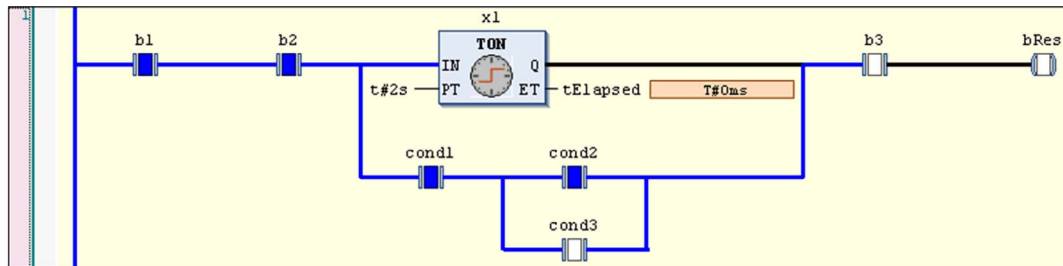 1
x1
b1 b2 TON b3 bRes
IN Q
t#2s PT ET tElapsed T#0ms
cond1 cond2
cond3